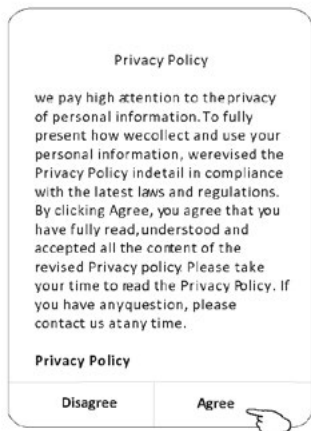 Privacy Policy
we pay high attention to theprivacy
of personal information. To fully
present how wecollect and use your
personal information, werevised the
Privacy Policy indetail in compliance
with the latest laws and regulations.
By clicking Agree, you agree that you
have fully read,understood and
accepted all the content of the
revised Privacy policy. Please take
your time to read the Privacy Policy. If
you have anyquestion, please
contact us atany time.
Privacy Policy
Disagree Agree